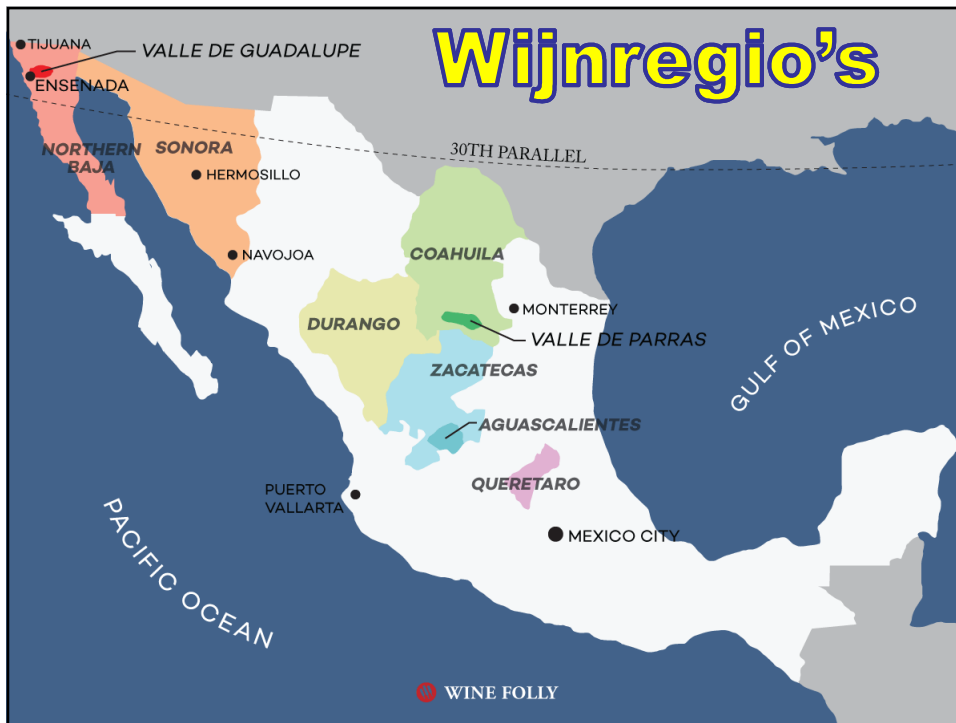 Wijnregio's
TIJUANA
VALLE DE GUADALUPE
ENSENADA
NORTHERN
BAJA
SONORA
30TH PARALLEL
HERMOSILLO
NAVOJOA
COAHUILA
MONTERREY
DURANGO
VALLE DE PARRAS
ZACATECAS
GULF OF MEXICO
AGUASCALIENTES
QUERETARO
PUERTO
VALLARTA
MEXICO CITY
PACIFIC OCEAN
WINE FOLLY